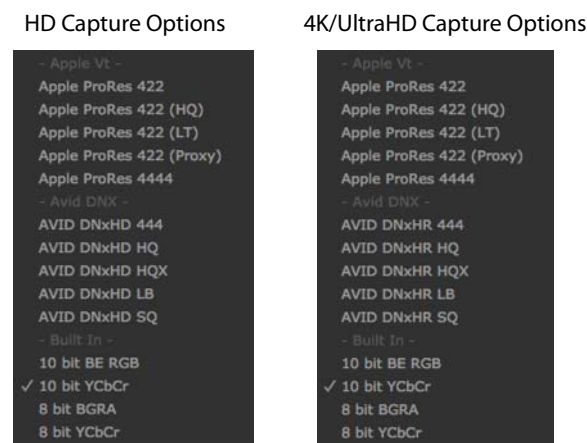 HD Capture Options
- Apple Vt -
Apple ProRes 422
Apple ProRes 422 (HQ)
Apple ProRes 422 (LT)
Apple ProRes 422 (Proxy)
Apple ProRes 4444
- Avid DNX -
AVID DNxHD 444
AVID DNxHD HQ
AVID DNxHD HQX
AVID DNxHD LB
AVID DNxHD SQ
- Built In -
10 bit BE RGB
✓ 10 bit YCbCr
8 bit BGRA
8 bit YCbCr
4K/UltraHD Capture Options
- Apple Vt -
Apple ProRes 422
Apple ProRes 422 (HQ)
Apple ProRes 422 (LT)
Apple ProRes 422 (Proxy)
Apple ProRes 4444
- Avid DNX -
AVID DNxHR 444
AVID DNxHR HQ
AVID DNxHR HQX
AVID DNxHR LB
AVID DNxHR SQ
- Built In -
10 bit BE RGB
✓ 10 bit YCbCr
8 bit BGRA
8 bit YCbCr